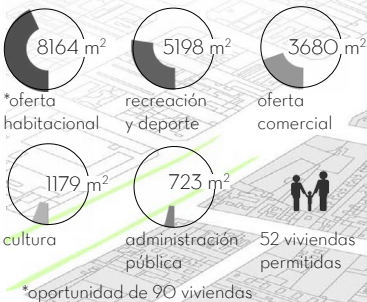 8164 m² 5198 m² 3680 m²
*oferta habitacional
recreación y deporte
oferta comercial
1179 m² 723 m²
cultura
administración pública
52 viviendas permitidas
*oportunidad de 90 viviendas